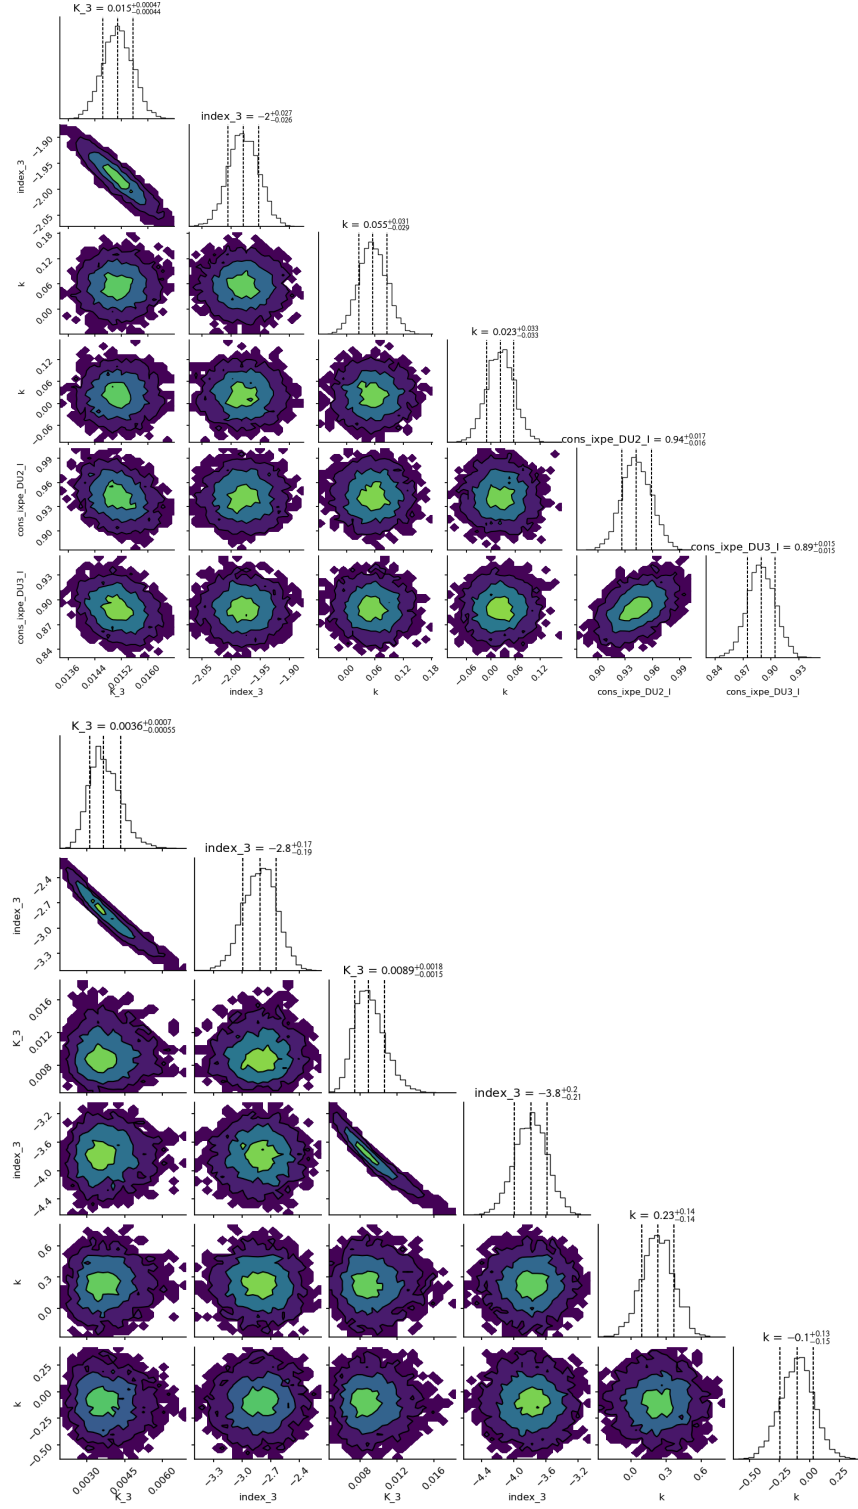 K_3 = 0.015+0.00047−0.00044
index_3 = −2+0.027−0.026
−1.90
−1.95
−2.00
−2.05
index_3
k = 0.055+0.031−0.029
0.18
0.12
0.06
0.00
k
k = 0.023+0.033−0.033
0.12
0.06
0.00
−0.06
k
cons_ixpe_DU2_I = 0.94+0.017−0.016
0.99
0.96
0.93
0.90
cons_ixpe_DU2_I
cons_ixpe_DU3_I = 0.89+0.015−0.015
0.93
0.90
0.87
0.84
cons_ixpe_DU3_I
0.0136 0.0144 0.0152 0.0160 −2.05 −1.98 −1.90 0.00 0.06 0.12 0.18 −0.06 0.00 0.06 0.12 0.90 0.93 0.96 0.99 0.84 0.87 0.90 0.93
K_3 index_3 k k cons_ixpe_DU2_I cons_ixpe_DU3_I
K_3 = 0.0036+0.0007−0.00055
index_3 = −2.8+0.17−0.19
−2.4
−2.7
−3.0
−3.3
index_3
K_3 = 0.0089+0.0018−0.0015
0.016
0.012
0.008
K_3
index_3 = −3.8+0.2−0.21
−3.2
−3.6
−4.0
−4.4
index_3
k = 0.23+0.14−0.14
0.6
0.3
0.0
k
k = −0.1+0.13−0.15
0.25
0.00
−0.25
−0.50
k
0.0030 0.0045 0.0060 −3.3 −3.0 −2.7 −2.4 0.008 0.012 0.016 −4.4 −4.0 −3.6 −3.2 0.0 0.3 0.6 −0.50 −0.25 0.00 0.25
K_3 index_3 K_3 index_3 k k